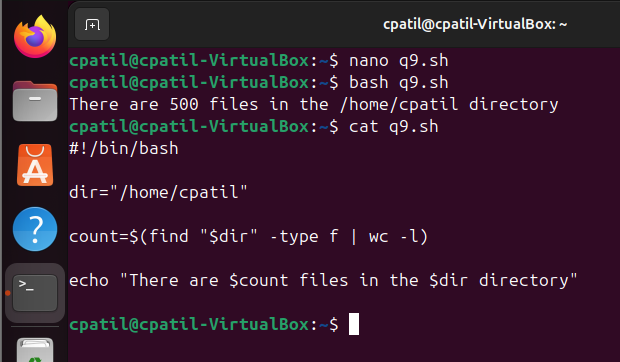 cpatil@cpatil-VirtualBox: ~
cpatil@cpatil-VirtualBox:~$ nano q9.sh
cpatil@cpatil-VirtualBox:~$ bash q9.sh
There are 500 files in the /home/cpatil directory
cpatil@cpatil-VirtualBox:~$ cat q9.sh
#!/bin/bash
dir="/home/cpatil"
count=$(find "$dir" -type f | wc -l)
echo "There are $count files in the $dir directory"
cpatil@cpatil-VirtualBox:~$